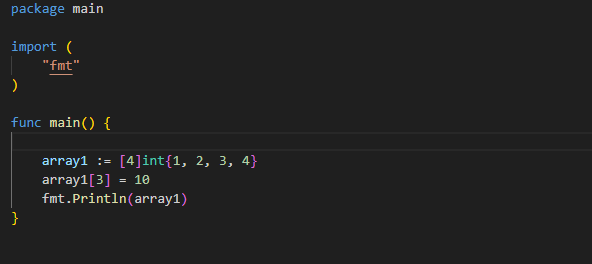 package main
import (
"fmt"
)
func main() {
array1 := [4]int{1, 2, 3, 4}
array1[3] = 10
fmt.Println(array1)
}